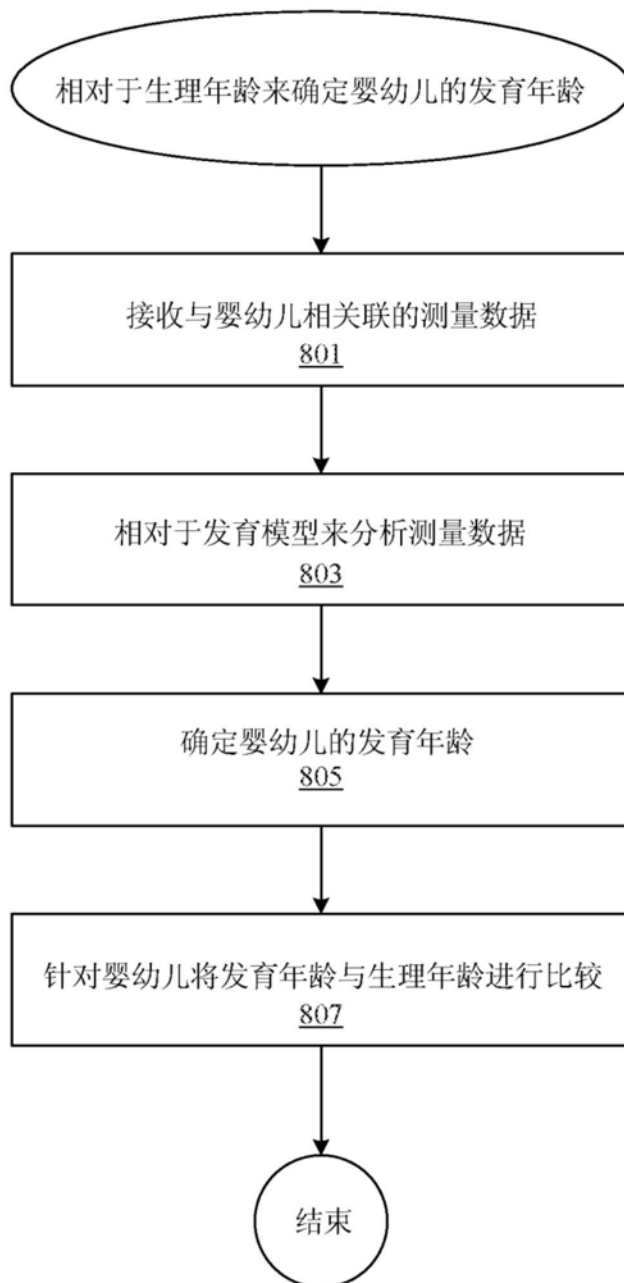 相对于生理年龄来确定婴幼儿的发育年龄
接收与婴幼儿相关联的测量数据
801
相对于发育模型来分析测量数据
803
确定婴幼儿的发育年龄
805
针对婴幼儿将发育年龄与生理年龄进行比较
807
结束